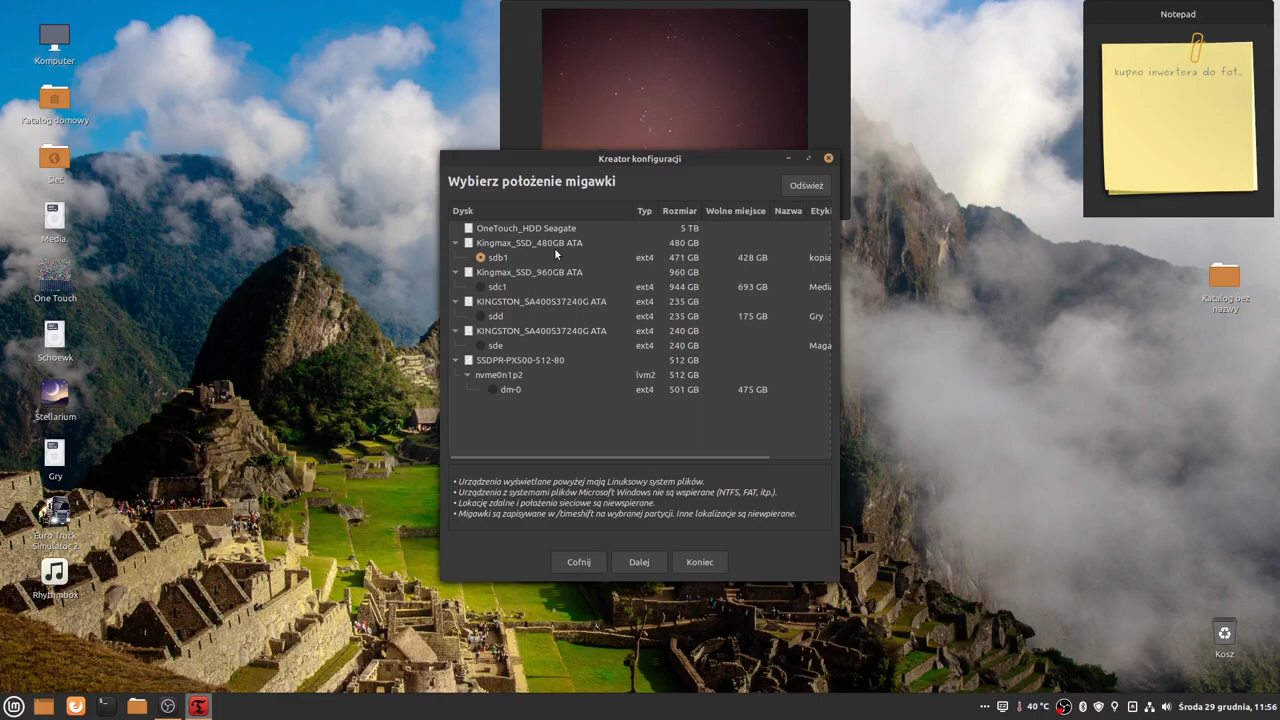 Komputer
Katalog domowy
Sieć
Media.
One Touch
Schoewk
Stellarium
Gry
Euro Truck
Simulator 2
Rhythmbox
Notepad
kupno inwertera do fot...
Katalog bez
nazwy
Kosz
Kreator konfiguracji
Wybierz położenie migawki
Odśwież
Dysk Typ Rozmiar Wolne miejsce Nazwa Etyki
OneTouch_HDD Seagate 5 TB
Kingmax_SSD_480GB ATA 480 GB
sdb1 ext4 471 GB 428 GB kopia
Kingmax_SSD_960GB ATA 960 GB
sdc1 ext4 944 GB 693 GB Media
KINGSTON_SA400S37240G ATA 235 GB
sdd ext4 235 GB 175 GB Gry
KINGSTON_SA400S37240G ATA 240 GB
sde ext4 240 GB Maga
SSDPR-PX500-512-80 512 GB
nvme0n1p2 lvm2 512 GB
dm-0 ext4 501 GB 475 GB
• Urządzenia wyświetlane powyżej mają Linuksowy system plików.
• Urządzenia z systemami plików Microsoft Windows nie są wspierane (NTFS, FAT, itp.).
• Lokacje zdalne i położenia sieciowe są niewspierane.
• Migawki są zapisywane w /timeshift na wybranej partycji. Inne lokalizacje są niewpierane.
Cofnij Dalej Koniec
40 °C Środa 29 grudnia, 11:56